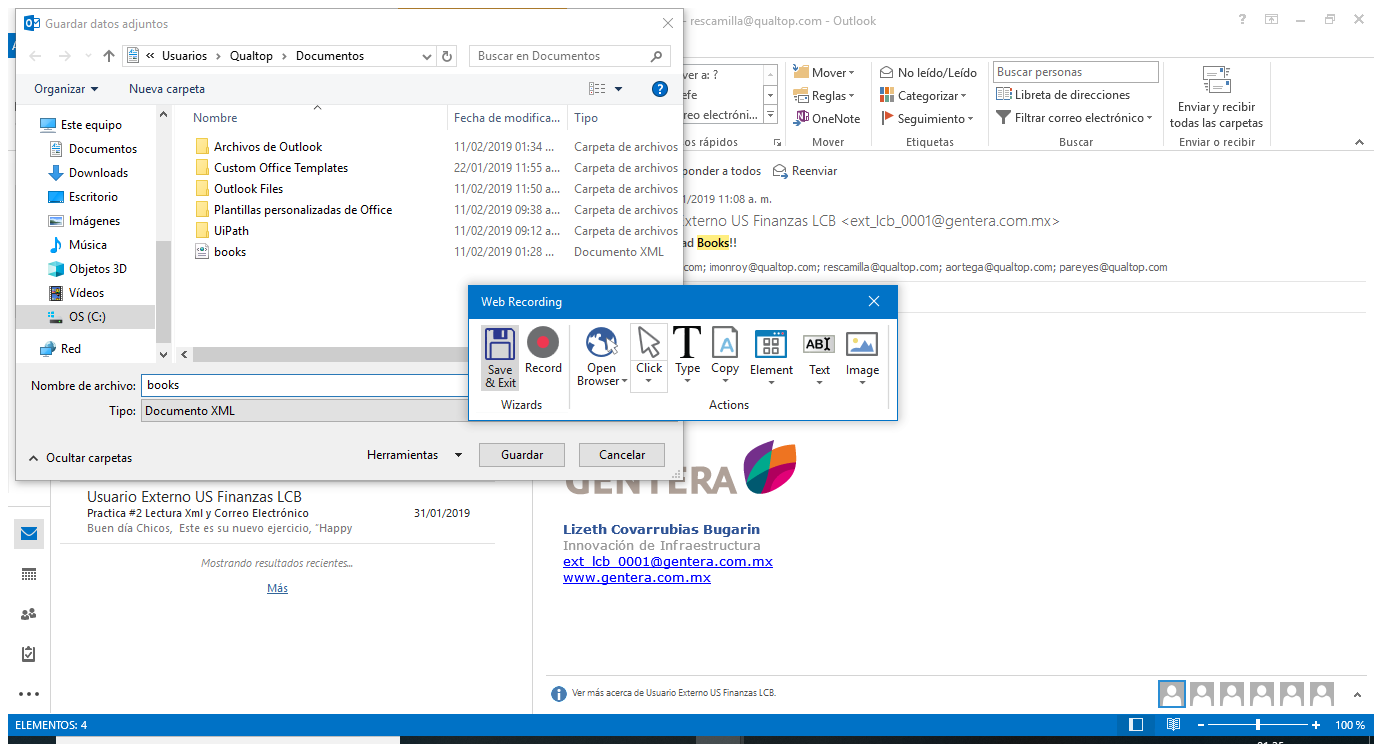 Guardar datos adjuntos
- rescamilla@qualtop.com - Outlook
« Usuarios › Qualtop › Documentos
Buscar en Documentos
Organizar
Nueva carpeta
Este equipo
Documentos
Downloads
Escritorio
Imágenes
Música
Objetos 3D
Vídeos
OS (C:)
Red
Nombre
Fecha de modifica...
Tipo
Archivos de Outlook
11/02/2019 01:34 ...
Carpeta de archivos
Custom Office Templates
22/01/2019 11:55 a...
Carpeta de archivos
Outlook Files
11/02/2019 11:50 a...
Carpeta de archivos
Plantillas personalizadas de Office
11/02/2019 09:38 a...
Carpeta de archivos
UiPath
11/02/2019 09:12 a...
Carpeta de archivos
books
11/02/2019 01:28 ...
Documento XML
Nombre de archivo:
books
Tipo:
Documento XML
Ocultar carpetas
Herramientas
Guardar
Cancelar
ver a: ?
efe
reo electróni...
os rápidos
Mover
Reglas
OneNote
Mover
No leído/Leído
Categorizar
Seguimiento
Etiquetas
Buscar personas
Libreta de direcciones
Filtrar correo electrónico
Buscar
Enviar y recibir
todas las carpetas
Enviar o recibir
ponder a todos
Reenviar
1/2019 11:08 a. m.
xterno US Finanzas LCB <ext_lcb_0001@gentera.com.mx>
ad Books!!
com; imonroy@qualtop.com; rescamilla@qualtop.com; aortega@qualtop.com; pareyes@qualtop.com
Web Recording
Save
& Exit
Record
Wizards
Open
Browser
Click
Type
Copy
Element
Text
Image
Actions
GENTERA
Lizeth Covarrubias Bugarin
Innovación de Infraestructura
ext_lcb_0001@gentera.com.mx
www.gentera.com.mx
Usuario Externo US Finanzas LCB
Practica #2 Lectura Xml y Correo Electrónico
31/01/2019
Buen día Chicos, Este es su nuevo ejercicio, "Happy
Mostrando resultados recientes...
Más
Ver más acerca de Usuario Externo US Finanzas LCB.
ELEMENTOS: 4
100 %